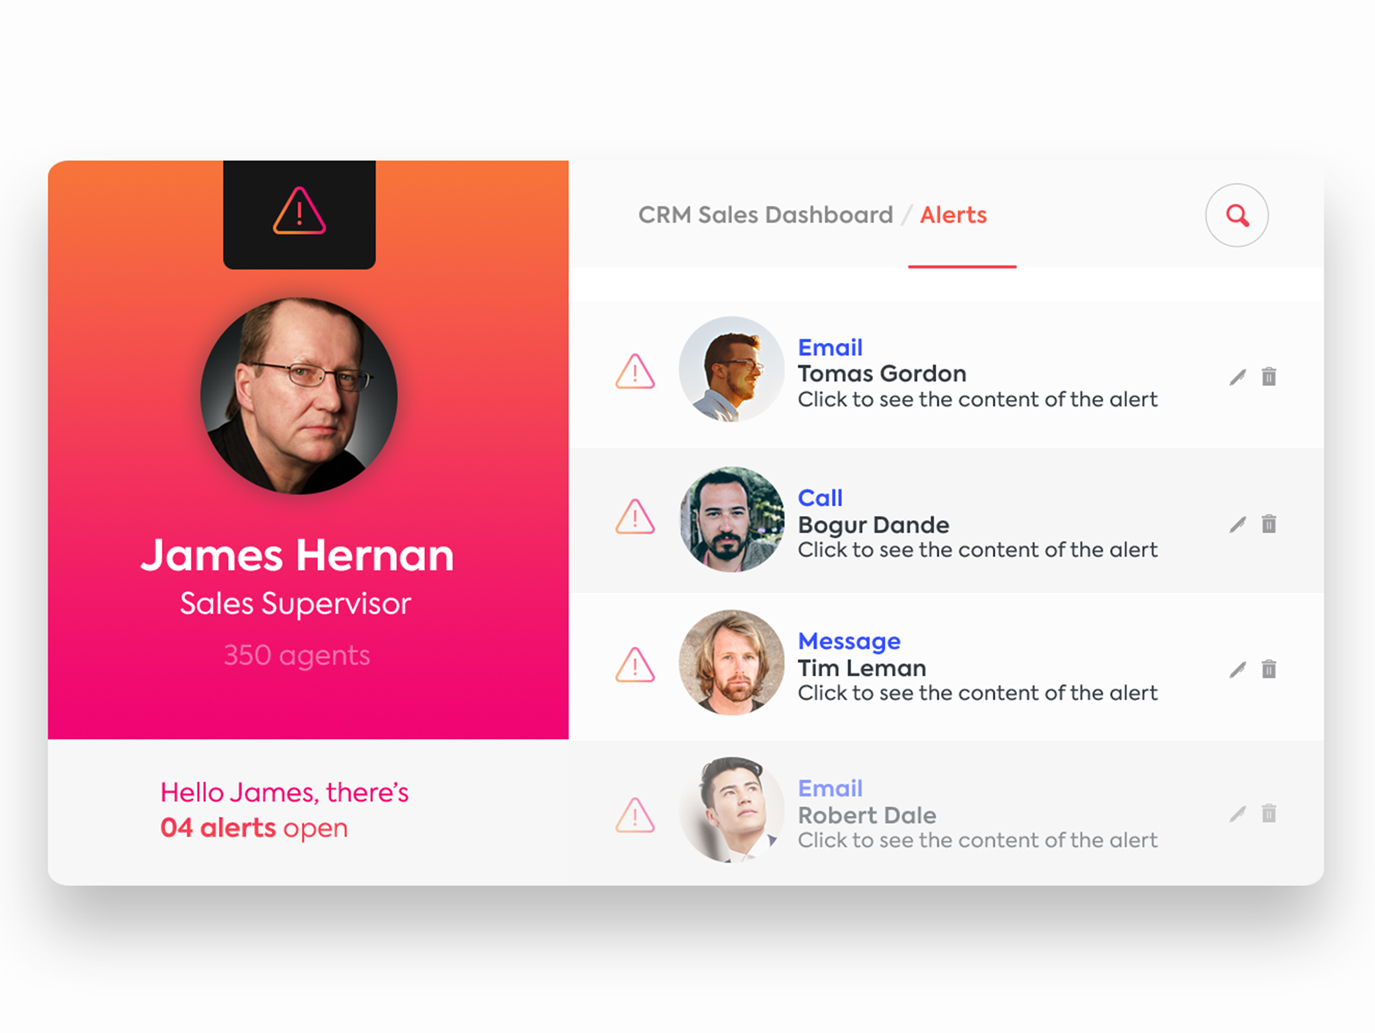 CRM Sales Dashboard / Alerts
James Hernan
Sales Supervisor
350 agents
Hello James, there’s
04 alerts open
Email
Tomas Gordon
Click to see the content of the alert
Call
Bogur Dande
Click to see the content of the alert
Message
Tim Leman
Click to see the content of the alert
Email
Robert Dale
Click to see the content of the alert